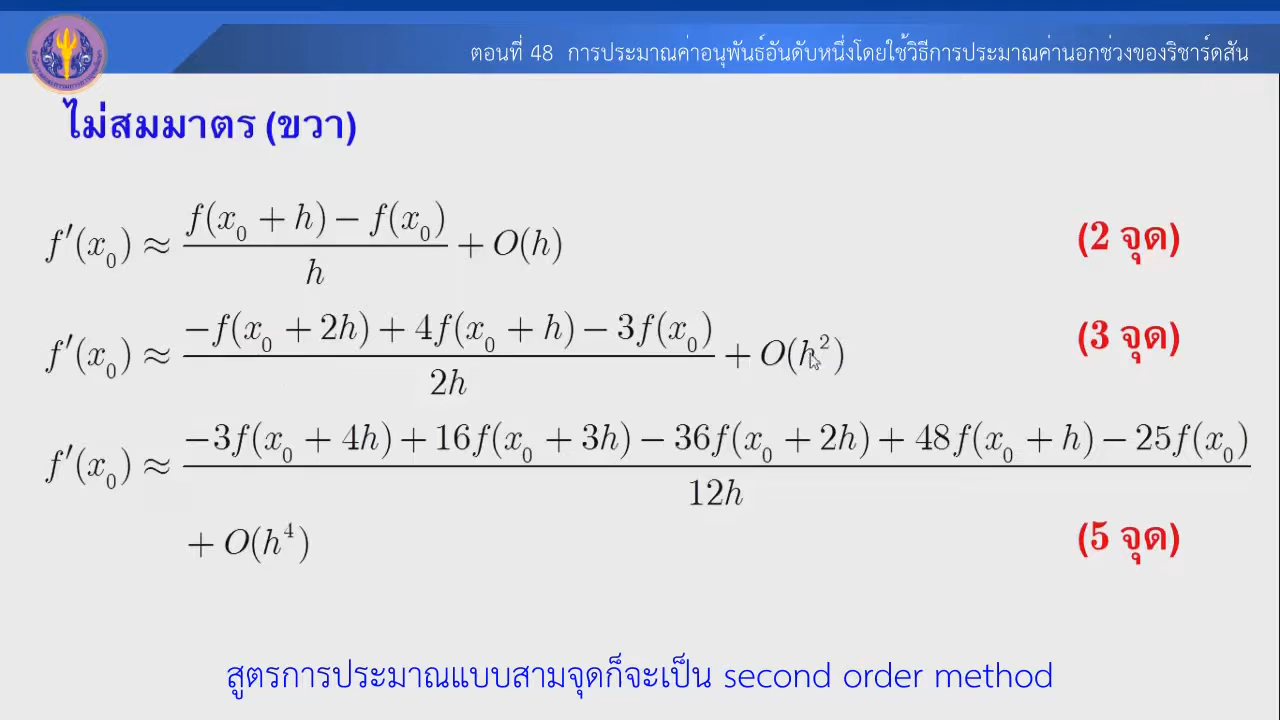 ตอนที่ 48 การประมาณค่าอนุพันธ์อันดับหนึ่งโดยใช้วิธีการประมาณค่านอกช่วงของริชาร์ดสัน
ไม่สมมาตร (ขวา)
f′(x₀) ≈ (f(x₀ + h) − f(x₀)) / h + O(h) (2 จุด)
f′(x₀) ≈ (−f(x₀ + 2h) + 4f(x₀ + h) − 3f(x₀)) / 2h + O(h²) (3 จุด)
f′(x₀) ≈ (−3f(x₀ + 4h) + 16f(x₀ + 3h) − 36f(x₀ + 2h) + 48f(x₀ + h) − 25f(x₀)) / 12h
+ O(h⁴) (5 จุด)
สูตรการประมาณแบบสามจุดก็จะเป็น second order method